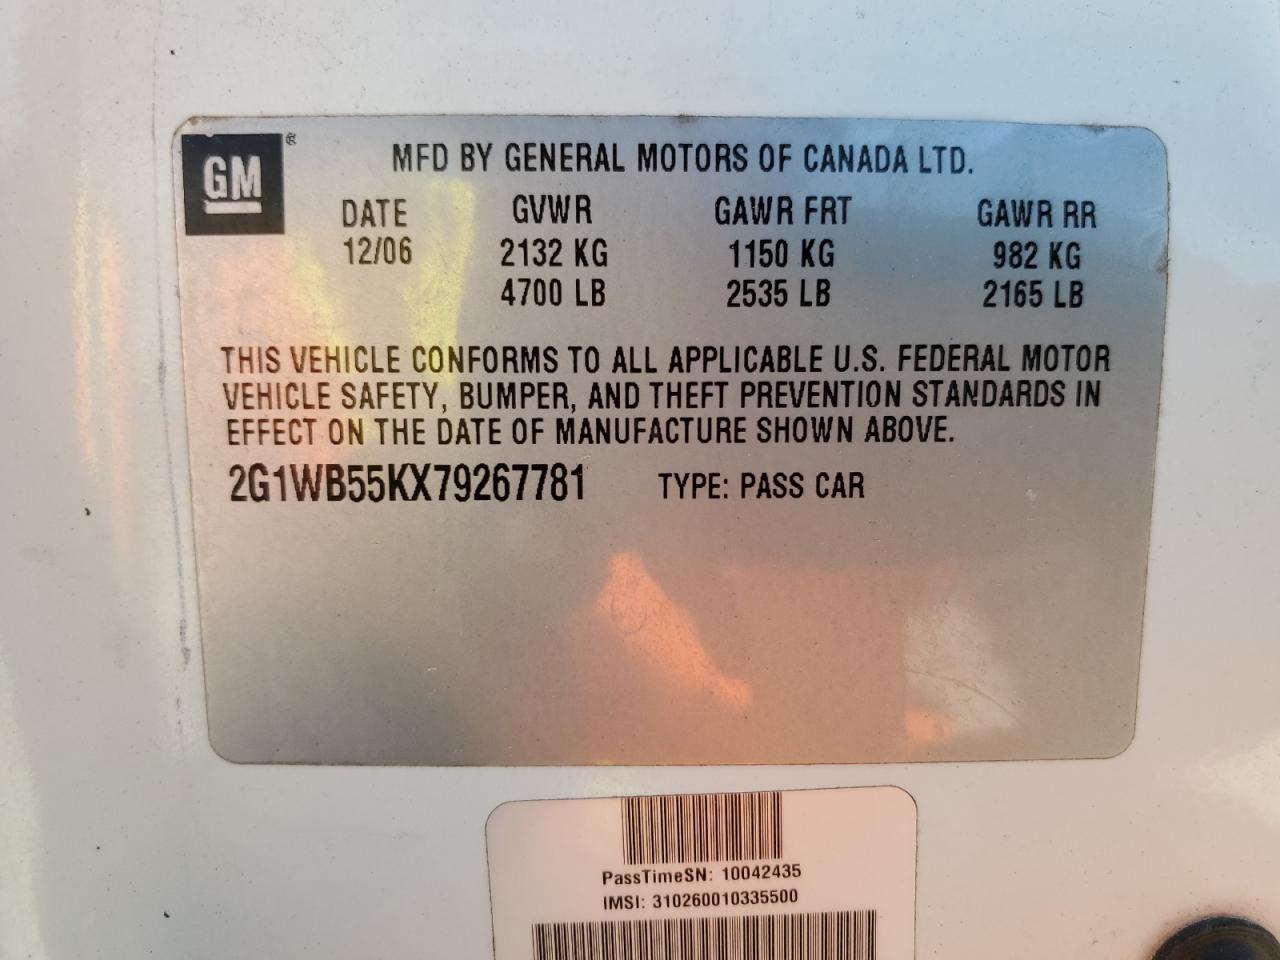 GM ®
MFD BY GENERAL MOTORS OF CANADA LTD.
DATE GVWR GAWR FRT GAWR RR
12/06 2132 KG 1150 KG 982 KG
4700 LB 2535 LB 2165 LB
THIS VEHICLE CONFORMS TO ALL APPLICABLE U.S. FEDERAL MOTOR
VEHICLE SAFETY, BUMPER, AND THEFT PREVENTION STANDARDS IN
EFFECT ON THE DATE OF MANUFACTURE SHOWN ABOVE.
2G1WB55KX79267781 TYPE: PASS CAR
PassTimeSN: 10042435
IMSI: 310260010335500